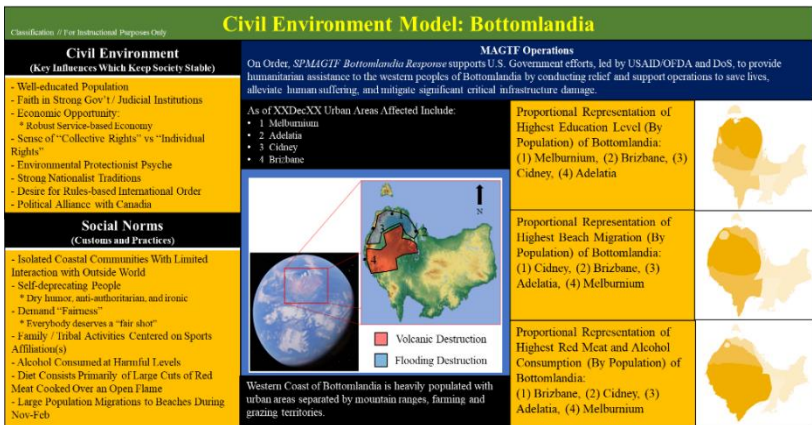 Classification // For Instructional Purposes Only
Civil Environment Model: Bottomlandia
Civil Environment
(Key Influences Which Keep Society Stable)
- Well-educated Population
- Faith in Strong Gov't / Judicial Institutions
- Economic Opportunity:
* Robust Service-based Economy
- Sense of "Collective Rights" vs "Individual
Rights"
- Environmental Protectionist Psyche
- Strong Nationalist Traditions
- Desire for Rules-based International Order
- Political Alliance with Canadia
Social Norms
(Customs and Practices)
- Isolated Coastal Communities With Limited
Interaction with Outside World
- Self-deprecating People
* Dry humor, anti-authoritarian, and ironic
- Demand "Fairness"
* Everybody deserves a "fair shot"
- Family / Tribal Activities Centered on Sports
Affiliation(s)
- Alcohol Consumed at Harmful Levels
- Diet Consists Primarily of Large Cuts of Red
Meat Cooked Over an Open Flame
- Large Population Migrations to Beaches During
Nov-Feb
MAGTF Operations
On Order, SPMAGTF Bottomlandia Response supports U.S. Government efforts, led by USAID/OFDA and DoS, to provide
humanitarian assistance to the western peoples of Bottomlandia by conducting relief and support operations to save lives,
alleviate human suffering, and mitigate significant critical infrastructure damage.
As of XXDecXX Urban Areas Affected Include:
• 1 Melburnium
• 2 Adelatia
• 3 Cidney
• 4 Brizbane
N
3
4
Volcanic Destruction
Flooding Destruction
Western Coast of Bottomlandia is heavily populated with
urban areas separated by mountain ranges, farming and
grazing territories.
Proportional Representation of
Highest Education Level (By
Population) of Bottomlandia:
(1) Melburnium, (2) Brizbane, (3)
Cidney, (4) Adelatia
Proportional Representation of
Highest Beach Migration (By
Population) of Bottomlandia:
(1) Cidney, (2) Brizbane, (3)
Adelatia, (4) Melburnium
Proportional Representation of
Highest Red Meat and Alcohol
Consumption (By Population) of
Bottomlandia:
(1) Brizbane, (2) Cidney, (3)
Adelatia, (4) Melburnium